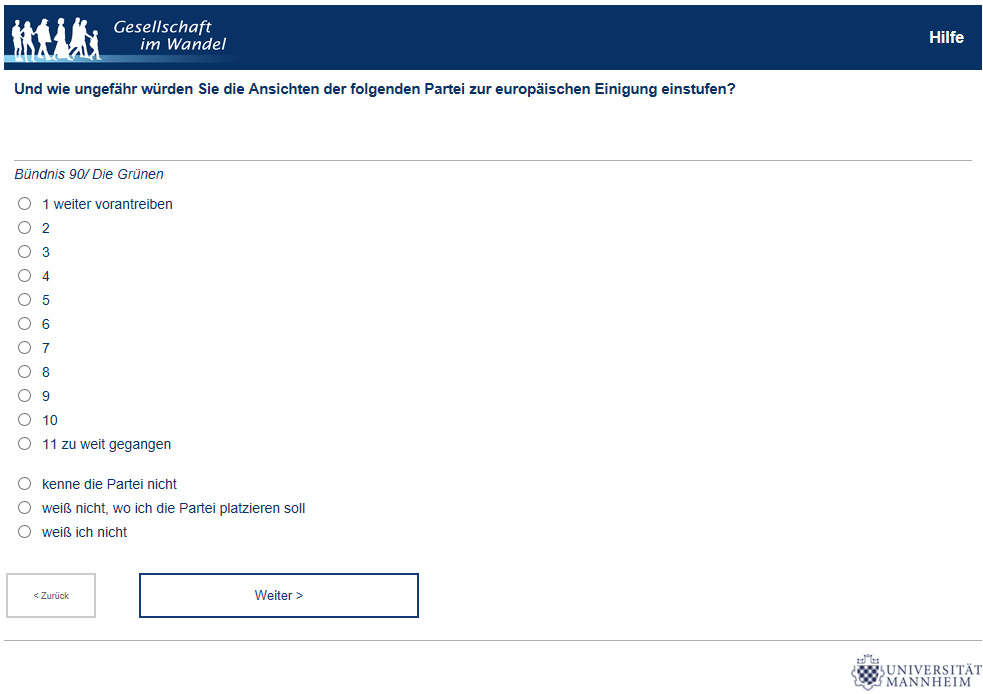 Gesellschaft
im Wandel
Hilfe
Und wie ungefähr würden Sie die Ansichten der folgenden Partei zur europäischen Einigung einstufen?
Bündnis 90/ Die Grünen
1 weiter vorantreiben
2
3
4
5
6
7
8
9
10
11 zu weit gegangen
kenne die Partei nicht
weiß nicht, wo ich die Partei platzieren soll
weiß ich nicht
< Zurück
Weiter >
UNIVERSITÄT
MANNHEIM